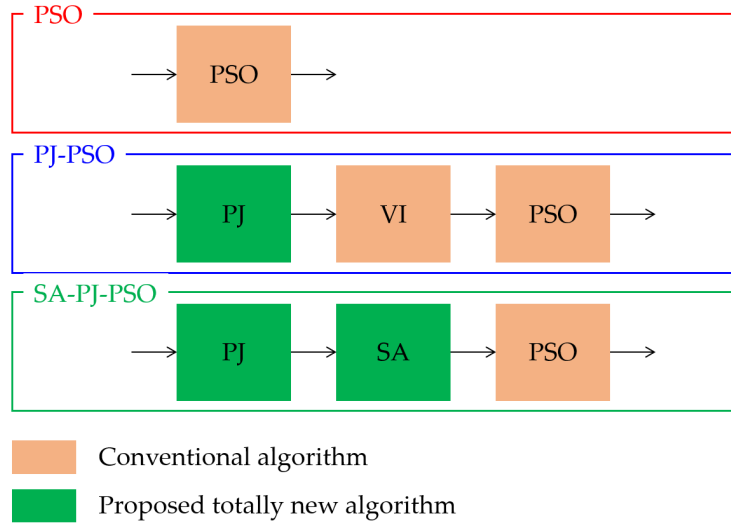 PSO
PSO
PJ-PSO
PJ VI PSO
SA-PJ-PSO
PJ SA PSO
Conventional algorithm
Proposed totally new algorithm